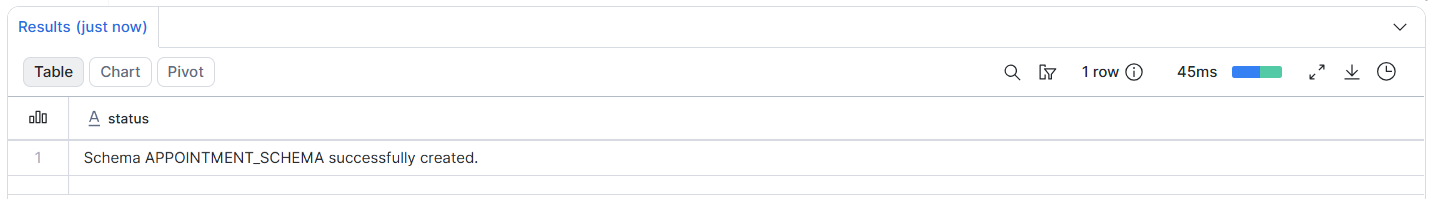 Results (just now)
Table Chart Pivot 1 row 45ms
A status
1 Schema APPOINTMENT_SCHEMA successfully created.